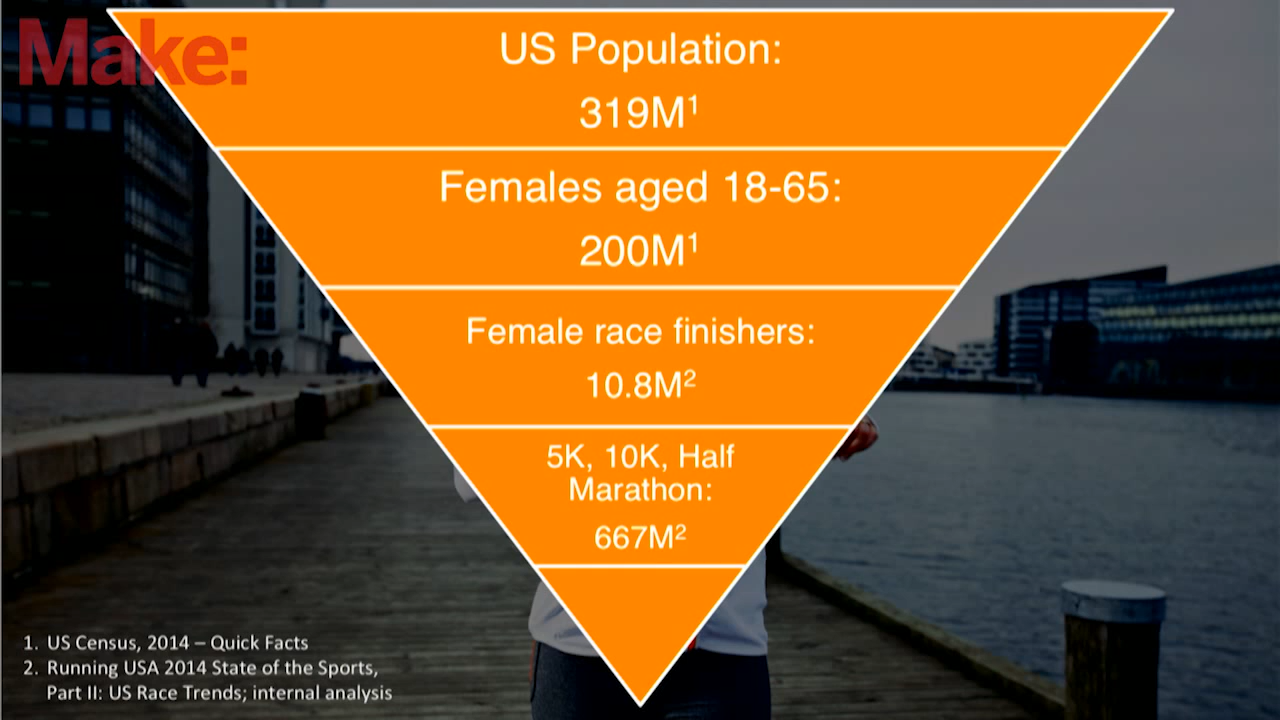 Make:
US Population:
319M¹
Females aged 18-65:
200M¹
Female race finishers:
10.8M²
5K, 10K, Half
Marathon:
667M²
1. US Census, 2014 – Quick Facts
2. Running USA 2014 State of the Sports,
Part II: US Race Trends; internal analysis